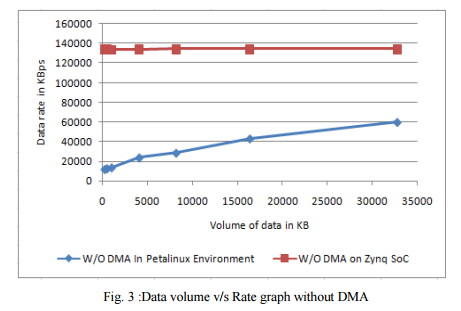 160000
140000
120000
100000
80000
60000
40000
20000
0
Data rate in KBps
0 5000 10000 15000 20000 25000 30000 35000
Volume of data in KB
W/O DMA In Petalinux Environment W/O DMA on Zynq SoC
Fig. 3 :Data volume v/s Rate graph without DMA